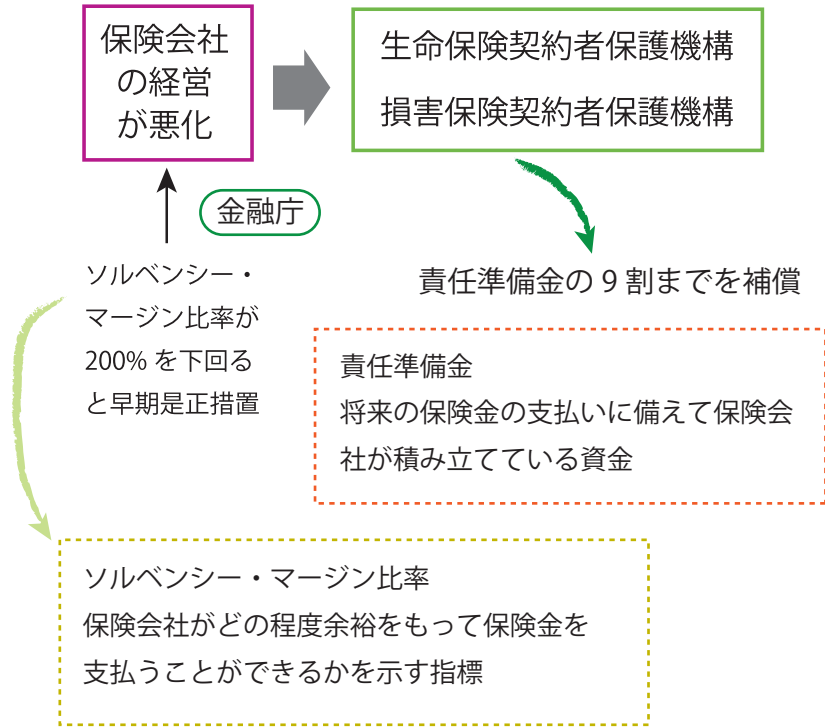 保険会社
の経営
が悪化
生命保険契約者保護機構
損害保険契約者保護機構
金融庁
ソルベンシー・
マージン比率が
200% を下回る
と早期是正措置
責任準備金の 9 割までを補償
責任準備金
将来の保険金の支払いに備えて保険会
社が積み立てている資金
ソルベンシー・マージン比率
保険会社がどの程度余裕をもって保険金を
支払うことができるかを示す指標